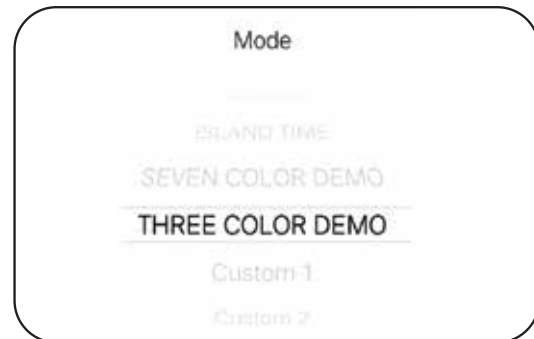 Mode
ISLAND TIME
SEVEN COLOR DEMO
THREE COLOR DEMO
Custom 1
Custom 2